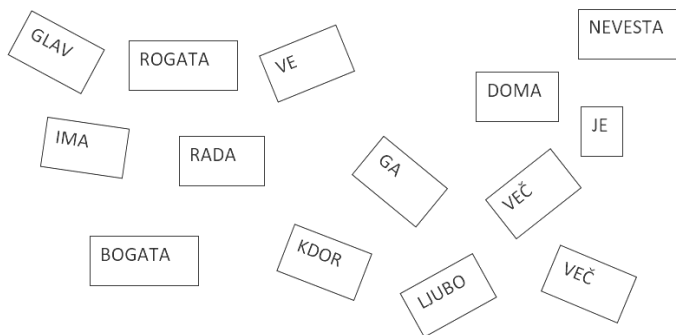 GLAV
ROGATA
VE
NEVESTA
DOMA
JE
IMA
RADA
GA
VEČ
BOGATA
KDOR
LJUBO
VEČ